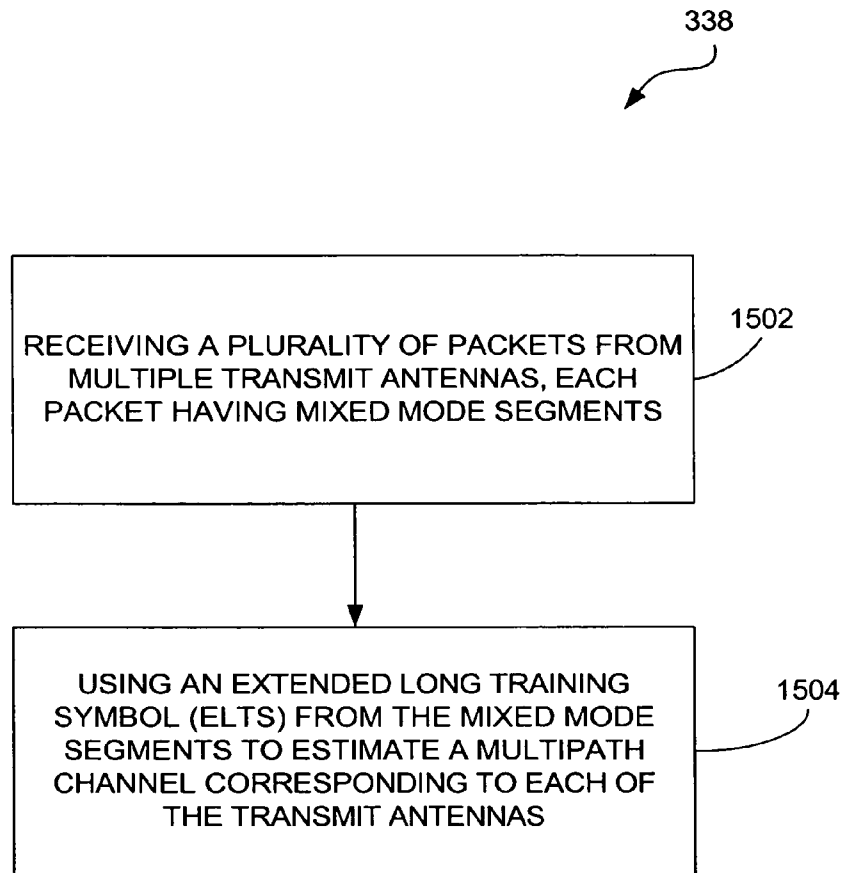 338
RECEIVING A PLURALITY OF PACKETS FROM
MULTIPLE TRANSMIT ANTENNAS, EACH
PACKET HAVING MIXED MODE SEGMENTS
1502
USING AN EXTENDED LONG TRAINING
SYMBOL (ELTS) FROM THE MIXED MODE
SEGMENTS TO ESTIMATE A MULTIPATH
CHANNEL CORRESPONDING TO EACH OF
THE TRANSMIT ANTENNAS
1504